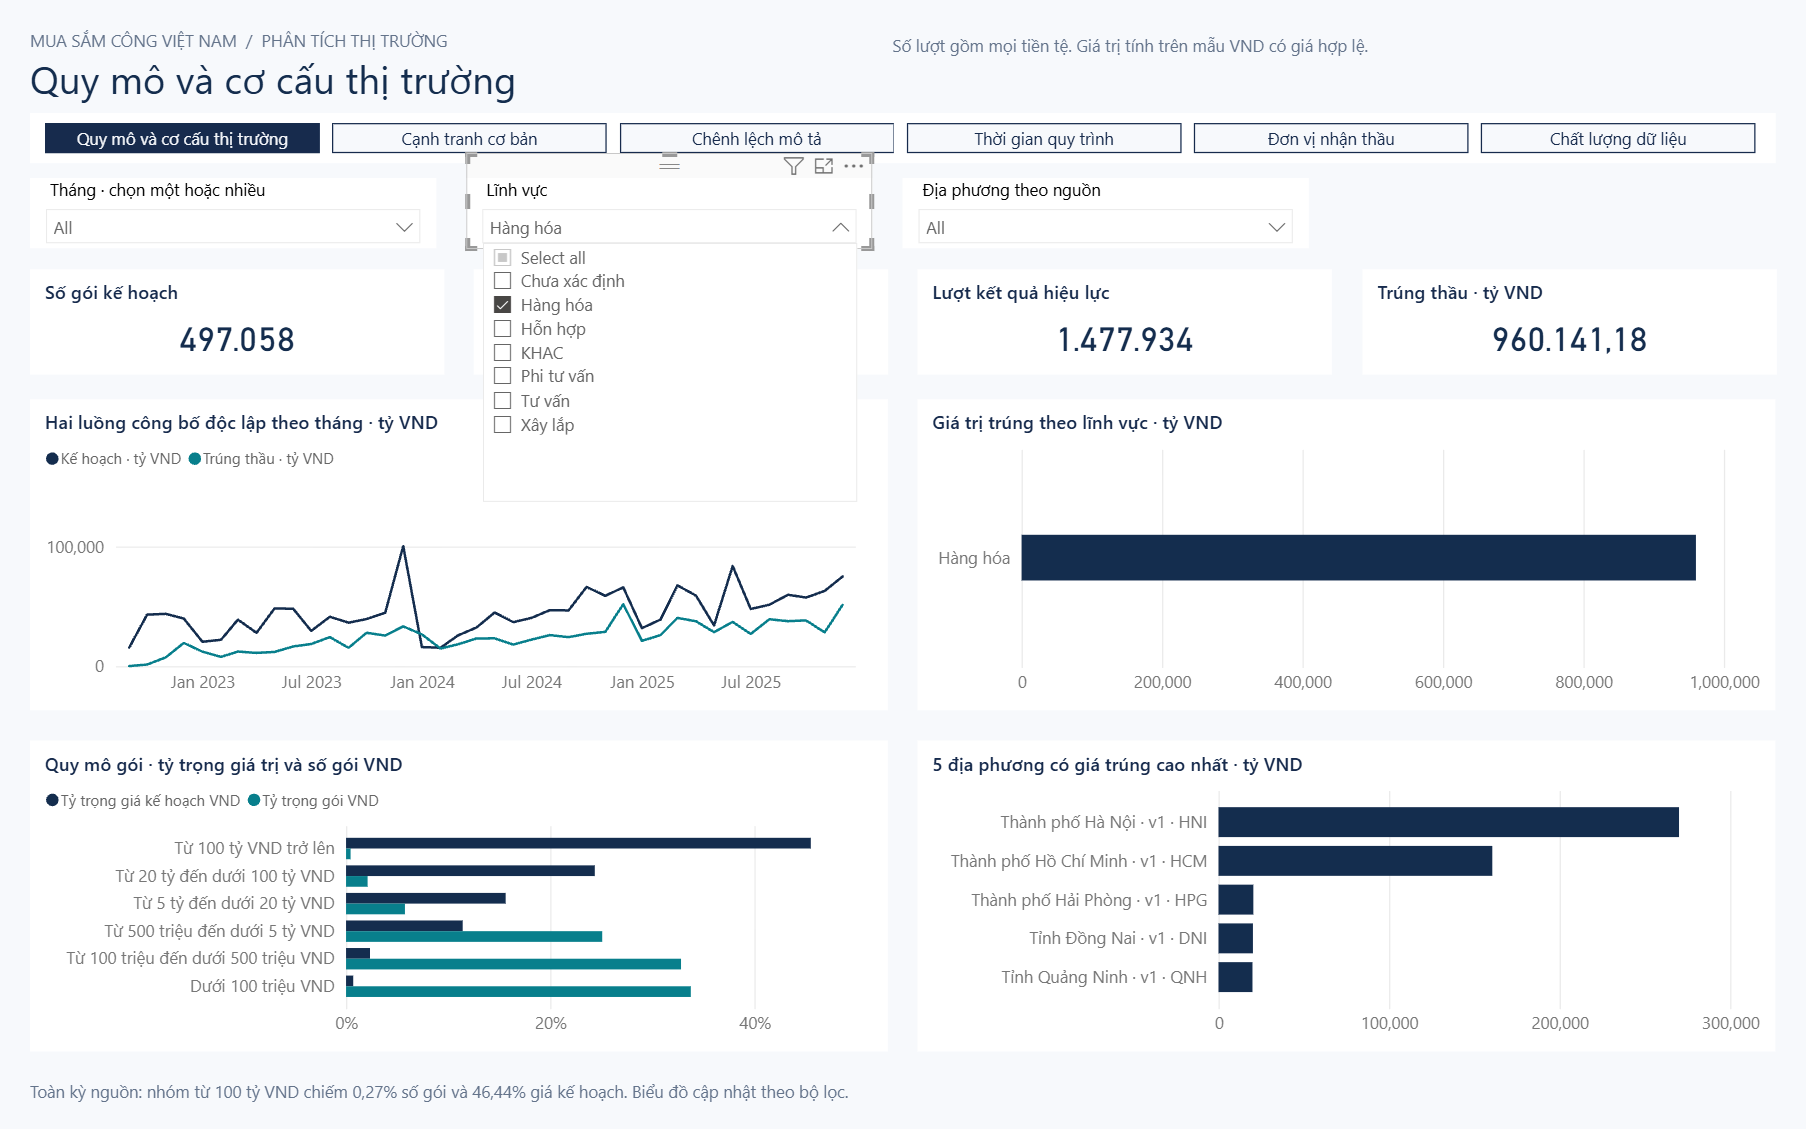 MUA SẮM CÔNG VIỆT NAM / PHÂN TÍCH THỊ TRƯỜNG
Số lượt gồm mọi tiền tệ. Giá trị tính trên mẫu VND có giá hợp lệ.
Quy mô và cơ cấu thị trường
Quy mô và cơ cấu thị trường
Cạnh tranh cơ bản
Chênh lệch mô tả
Thời gian quy trình
Đơn vị nhận thầu
Chất lượng dữ liệu
Tháng · chọn một hoặc nhiều
All
Lĩnh vực
Hàng hóa
Select all
Chưa xác định
Hàng hóa
Hỗn hợp
KHAC
Phi tư vấn
Tư vấn
Xây lắp
Địa phương theo nguồn
All
Số gói kế hoạch
497.058
Lượt kết quả hiệu lực
1.477.934
Trúng thầu · tỷ VND
960.141,18
Hai luồng công bố độc lập theo tháng · tỷ VND
Kế hoạch · tỷ VND
Trúng thầu · tỷ VND
100,000
0
Jan 2023
Jul 2023
Jan 2024
Jul 2024
Jan 2025
Jul 2025
Giá trị trúng theo lĩnh vực · tỷ VND
Hàng hóa
0
200,000
400,000
600,000
800,000
1,000,000
Quy mô gói · tỷ trọng giá trị và số gói VND
Tỷ trọng giá kế hoạch VND
Tỷ trọng gói VND
Từ 100 tỷ VND trở lên
Từ 20 tỷ đến dưới 100 tỷ VND
Từ 5 tỷ đến dưới 20 tỷ VND
Từ 500 triệu đến dưới 5 tỷ VND
Từ 100 triệu đến dưới 500 triệu VND
Dưới 100 triệu VND
0%
20%
40%
5 địa phương có giá trúng cao nhất · tỷ VND
Thành phố Hà Nội · v1 · HNI
Thành phố Hồ Chí Minh · v1 · HCM
Thành phố Hải Phòng · v1 · HPG
Tỉnh Đồng Nai · v1 · DNI
Tỉnh Quảng Ninh · v1 · QNH
0
100,000
200,000
300,000
Toàn kỳ nguồn: nhóm từ 100 tỷ VND chiếm 0,27% số gói và 46,44% giá kế hoạch. Biểu đồ cập nhật theo bộ lọc.